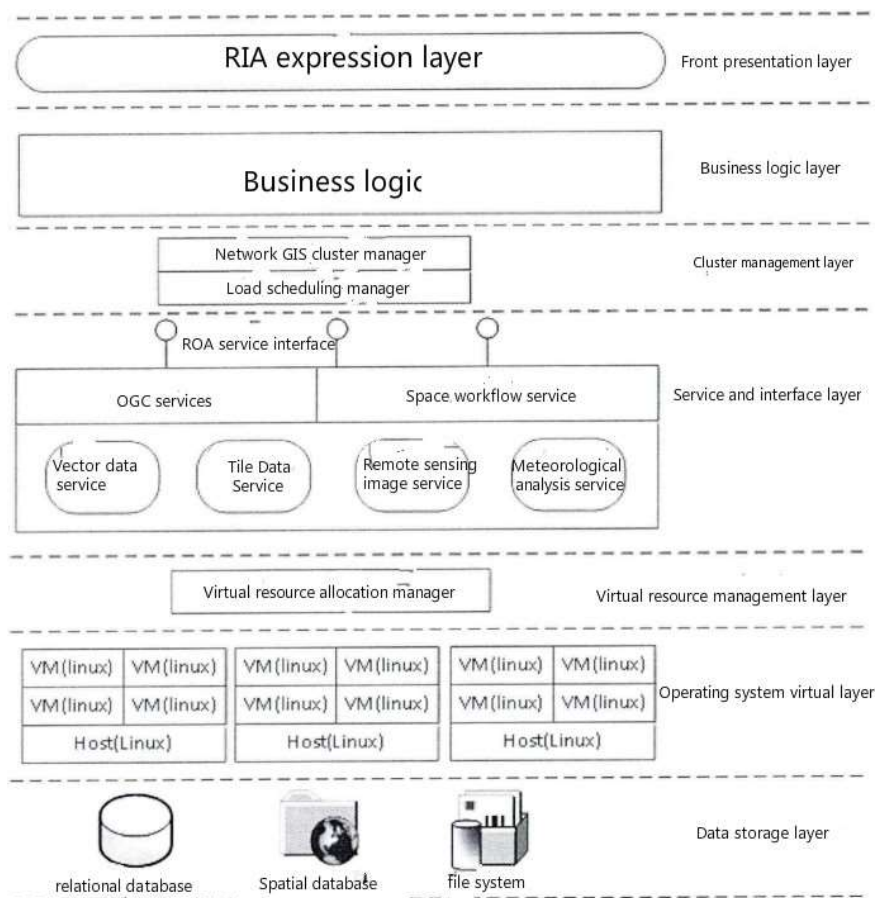 RIA expression layer
Front presentation layer
Business logic
Business logic layer
Network GIS cluster manager
Load scheduling manager
Cluster management layer
ROA service interface
OGC services
Space workflow service
Service and interface layer
Vector data
service
Tile Data
Service
Remote sensing
image service
Meteorological
analysis service
Virtual resource allocation manager
Virtual resource management layer
VM(linux) VM(linux) VM(linux) VM(linux) VM(linux) VM(linux)
VM(linux) VM(linux) VM(linux) VM(linux) VM(linux) VM(linux)
Host(Linux) Host(Linux) Host(Linux)
Operating system virtual layer
Data storage layer
relational database
Spatial database
file system